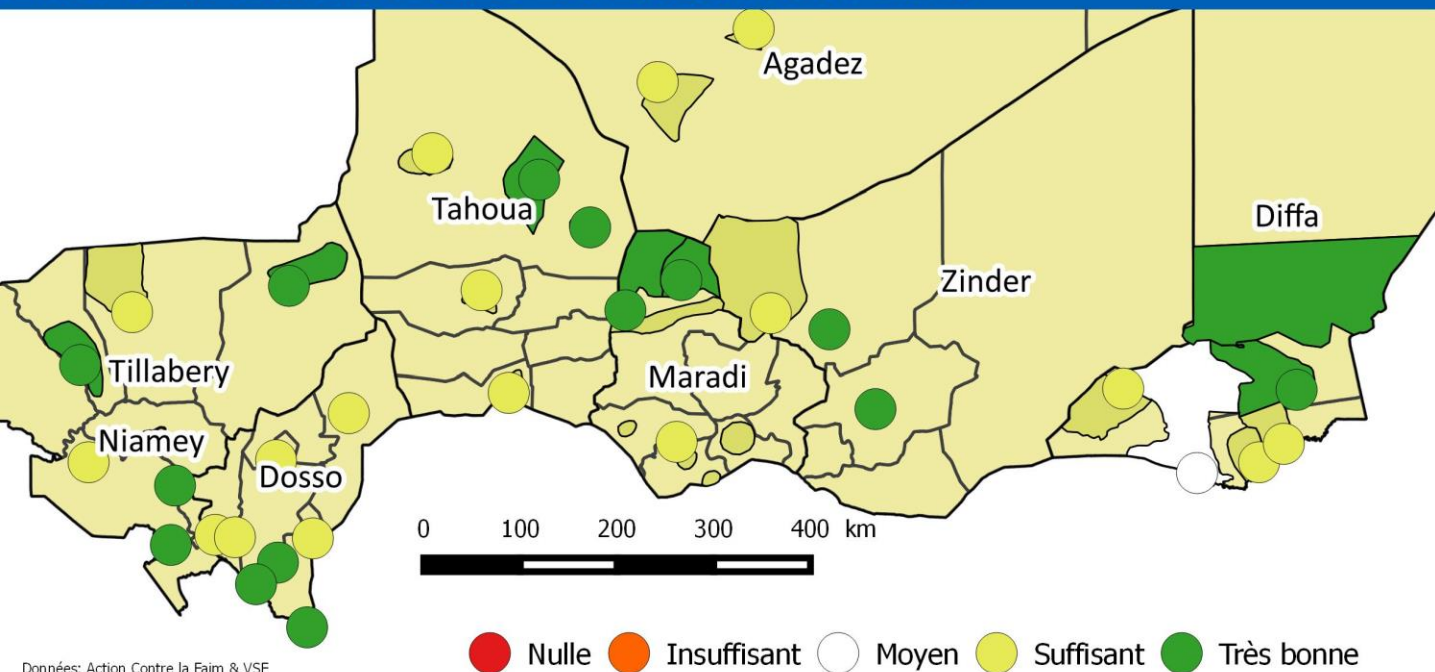 Agadez
Tahoua
Diffa
Zinder
Tillabery
Maradi
Niamey
Dosso
0 100 200 300 400 km
Nulle Insuffisant Moyen Suffisant Très bonne
Données: Action Contre la Faim & VSF